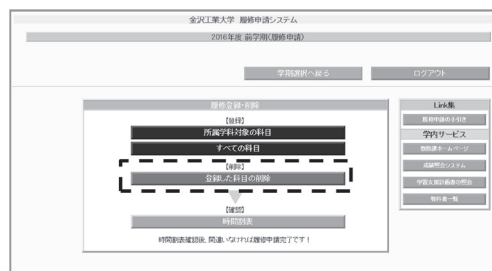 金沢工業大学 履修申請システム
2016年度 前学期(履修申請)
学期選択へ戻る
ログアウト
履修登録・削除
【登録】
所属学科対象の科目
すべての科目
【削除】
登録した科目の削除
【確認】
時間割表
時間割表確認後、間違いなければ履修申請完了です！
Link集
履修申請の手引き
学内サービス
教務課ホームページ
成績照会システム
学習支援計画書の照会
教科書一覧